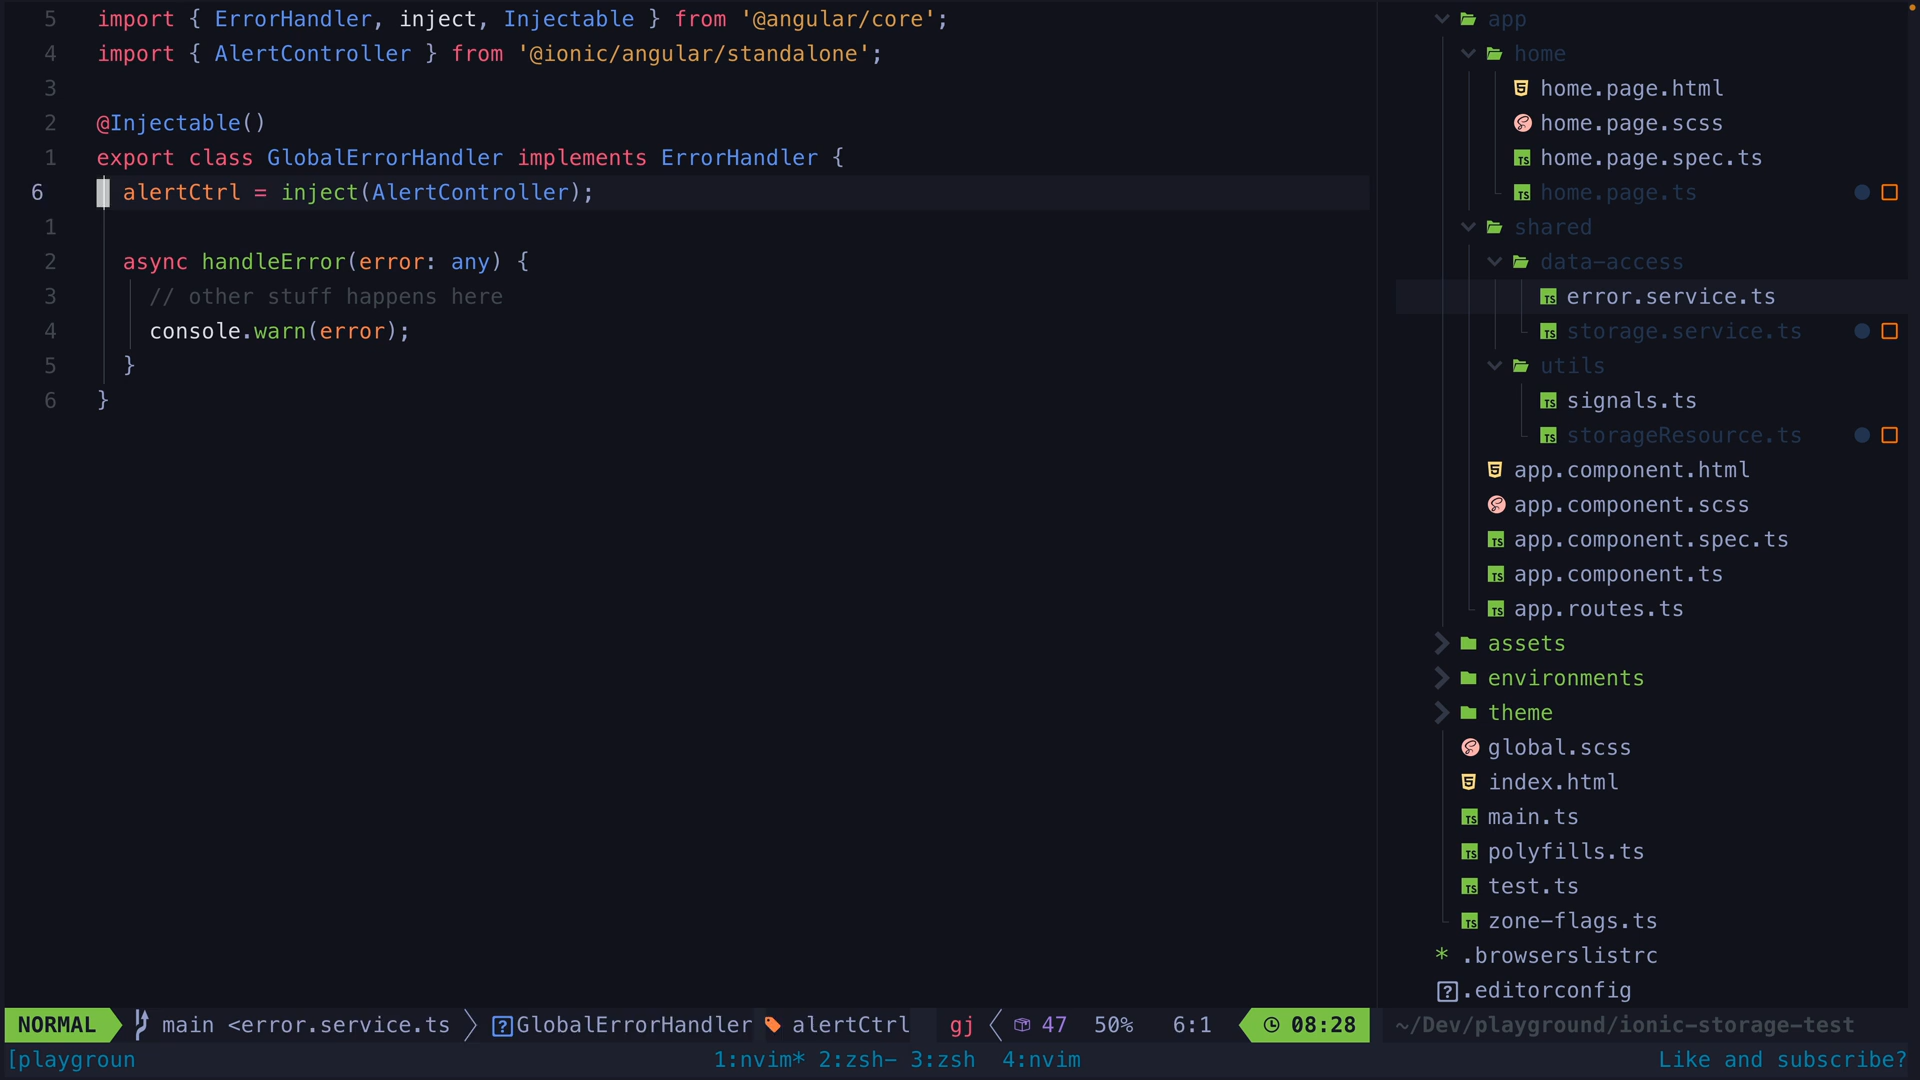 5 import { ErrorHandler, inject, Injectable } from '@angular/core';
4 import { AlertController } from '@ionic/angular/standalone';
3
2 @Injectable()
1 export class GlobalErrorHandler implements ErrorHandler {
6 alertCtrl = inject(AlertController);
1
2 async handleError(error: any) {
3 // other stuff happens here
4 console.warn(error);
5 }
6 }
app
home
home.page.html
home.page.scss
home.page.spec.ts
home.page.ts
shared
data-access
error.service.ts
storage.service.ts
utils
signals.ts
storageResource.ts
app.component.html
app.component.scss
app.component.spec.ts
app.component.ts
app.routes.ts
assets
environments
theme
global.scss
index.html
main.ts
polyfills.ts
test.ts
zone-flags.ts
* .browserslistrc
.editorconfig
NORMAL main <error.service.ts GlobalErrorHandler alertCtrl gj 47 50% 6:1 08:28 ~/Dev/playground/ionic-storage-test
[playgroun 1:nvim* 2:zsh- 3:zsh 4:nvim Like and subscribe?